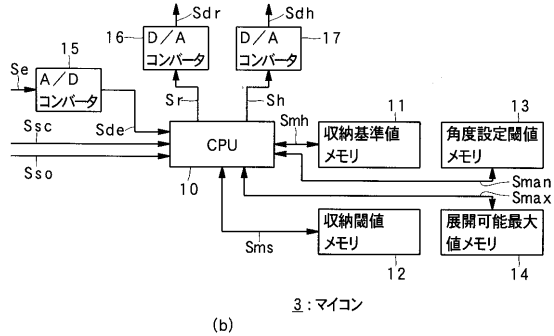 Sdr
Sdh
16
D/A
コンバータ
D/A
コンバータ
17
15
Se
A/D
コンバータ
Sr
Sh
11
13
Ssc
Sde
Smh
収納基準値
メモリ
角度設定閾値
メモリ
CPU
Sso
10
Sman
Smax
収納閾値
メモリ
展開可能最大
値メモリ
Sms
12
14
3:マイコン
(b)